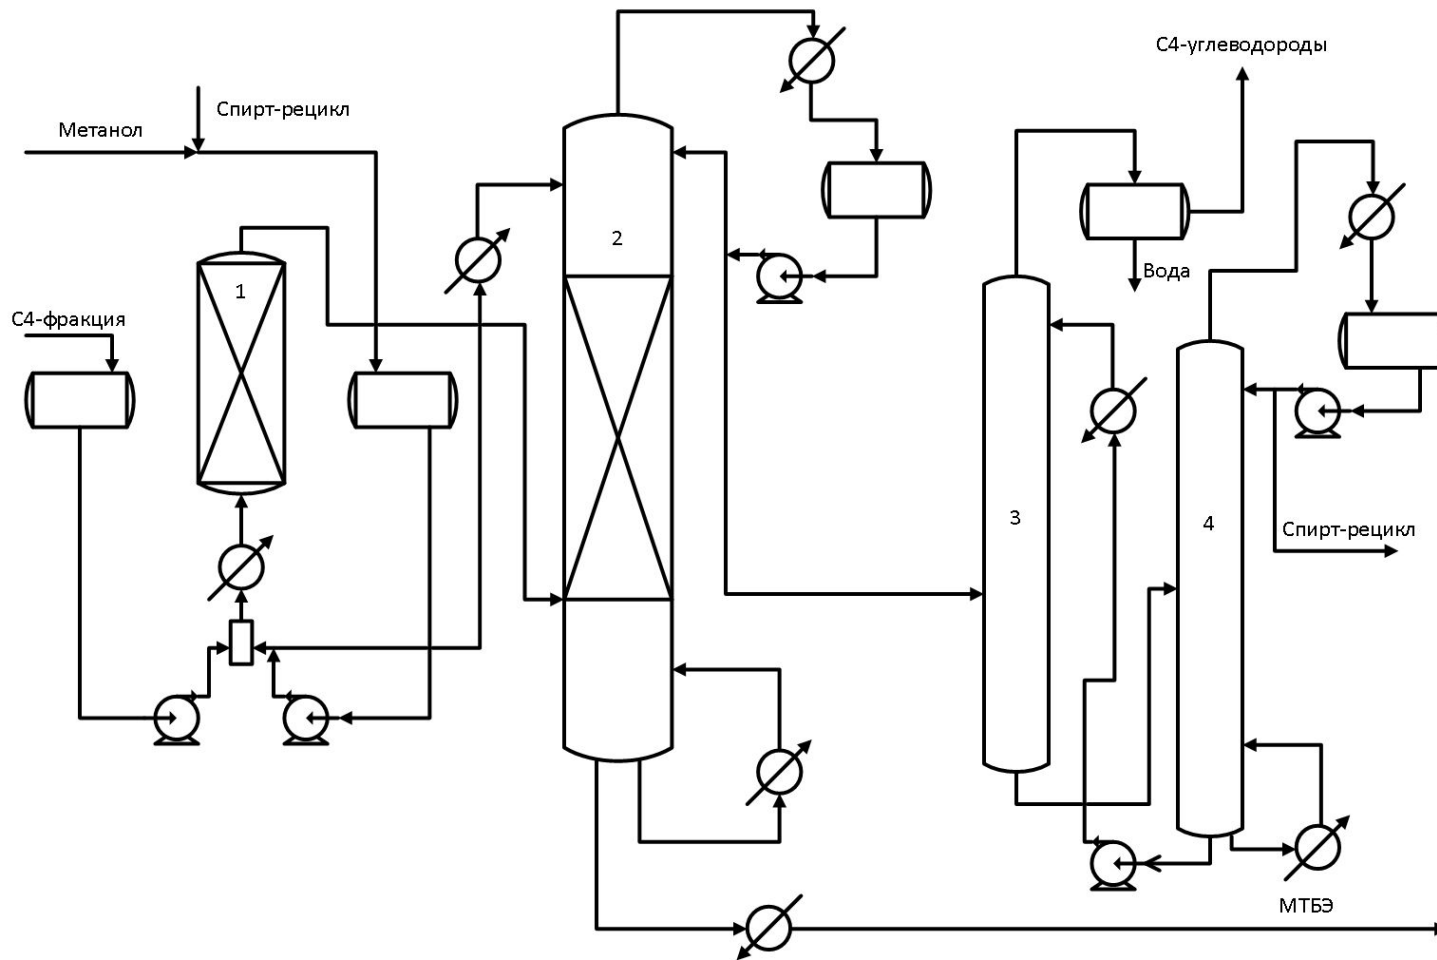 С4-углеводороды
Спирт-рецикл
Метанол
2
Вода
1
С4-фракция
3
4
Спирт-рецикл
МТБЭ